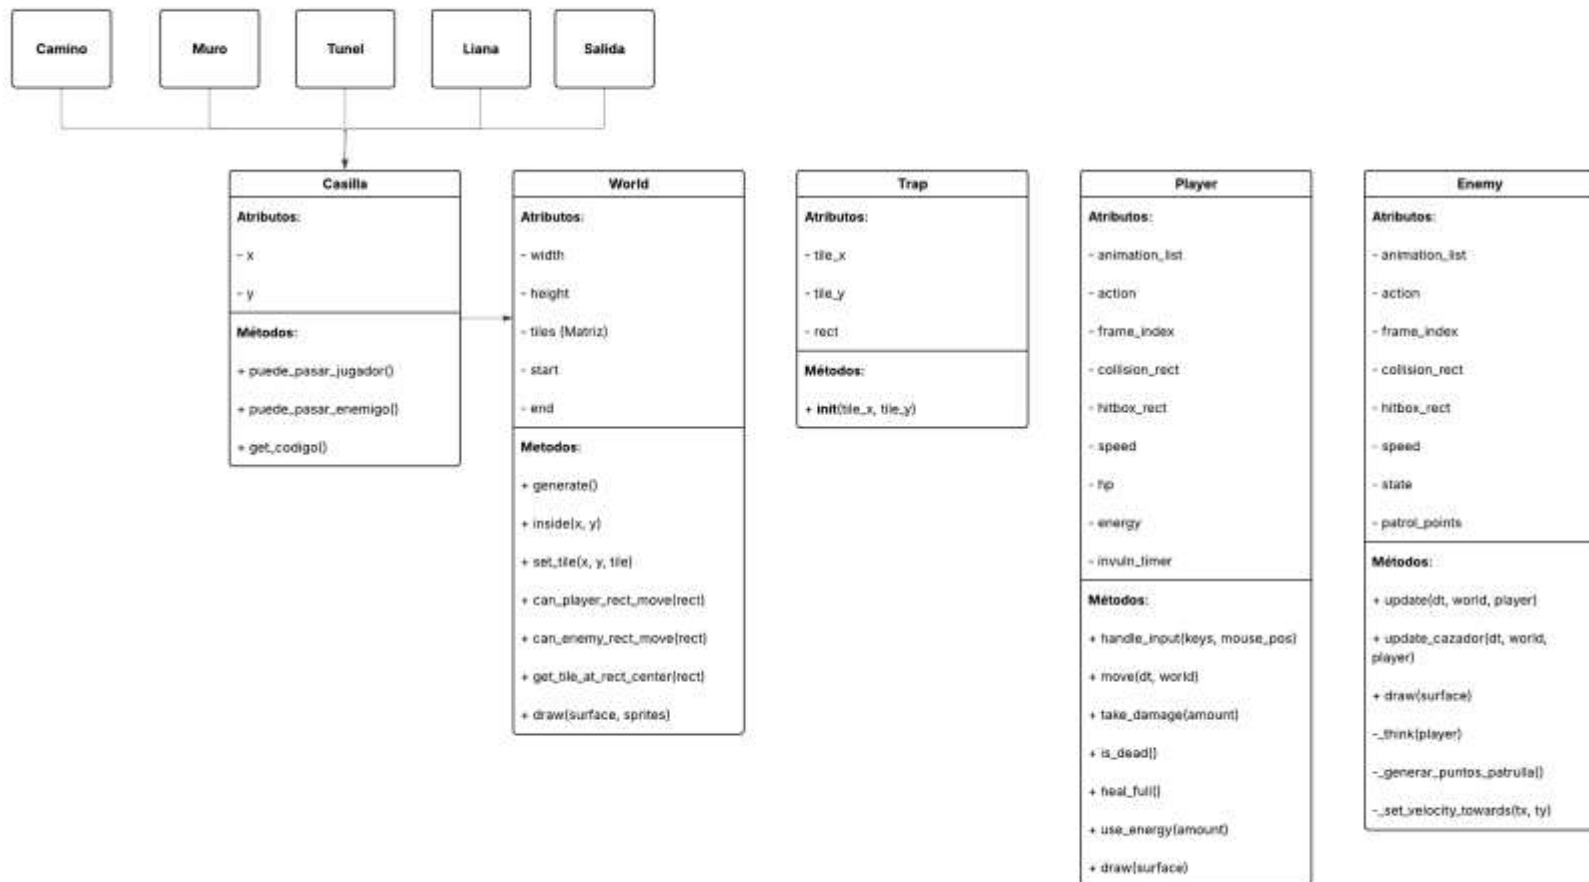 Camino
Muro
Tunel
Liana
Salida
Casilla
Atributos:
- x
- y
Métodos:
+ puede_pasar_jugador()
+ puede_pasar_enemigo()
+ get_codigo()
World
Atributos:
- width
- height
- tiles (Matriz)
- start
- end
Metodos:
+ generate()
+ inside(x, y)
+ set_tile(x, y, tile)
+ can_player_rect_move(rect)
+ can_enemy_rect_move(rect)
+ get_tile_at_rect_center(rect)
+ draw(surface, sprites)
Trap
Atributos:
- tile_x
- tile_y
- rect
Métodos:
+ init(tile_x, tile_y)
Player
Atributos:
- animation_list
- action
- frame_index
- collision_rect
- hitbox_rect
- speed
- hp
- energy
- invuln_timer
Métodos:
+ handle_input(keys, mouse_pos)
+ move(dt, world)
+ take_damage(amount)
+ is_dead()
+ heal_full()
+ use_energy(amount)
+ draw(surface)
Enemy
Atributos:
- animation_list
- action
- frame_index
- collision_rect
- hitbox_rect
- speed
- state
- patrol_points
Métodos:
+ update(dt, world, player)
+ update_cazador(dt, world,
player)
+ draw(surface)
-_think(player)
-_generar_puntos_patrulla()
-_set_velocity_towards(tx, ty)